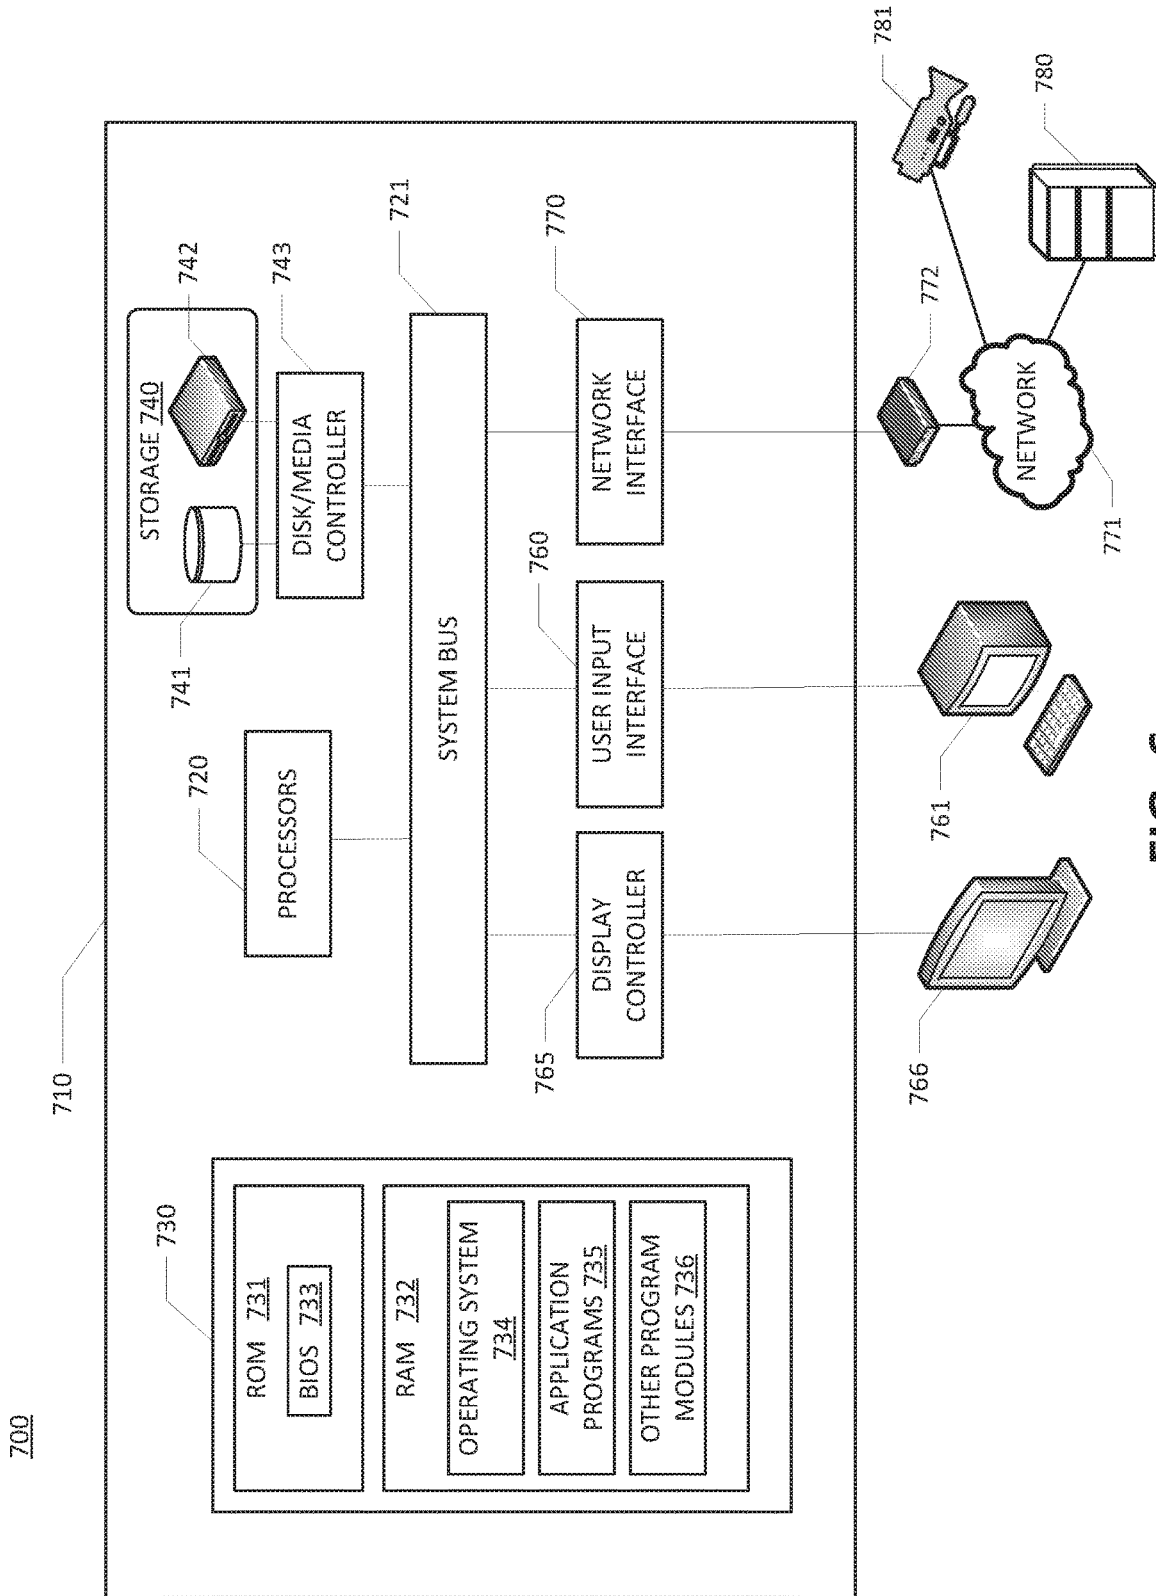 700
710
730
ROM 731
BIOS 733
RAM 732
OPERATING SYSTEM
734
APPLICATION
PROGRAMS 735
OTHER PROGRAM
MODULES 736
720
PROCESSORS
STORAGE 740
741
742
743
DISK/MEDIA
CONTROLLER
721
SYSTEM BUS
765
DISPLAY
CONTROLLER
760
USER INPUT
INTERFACE
770
NETWORK
INTERFACE
766
761
772
781
NETWORK
771
780